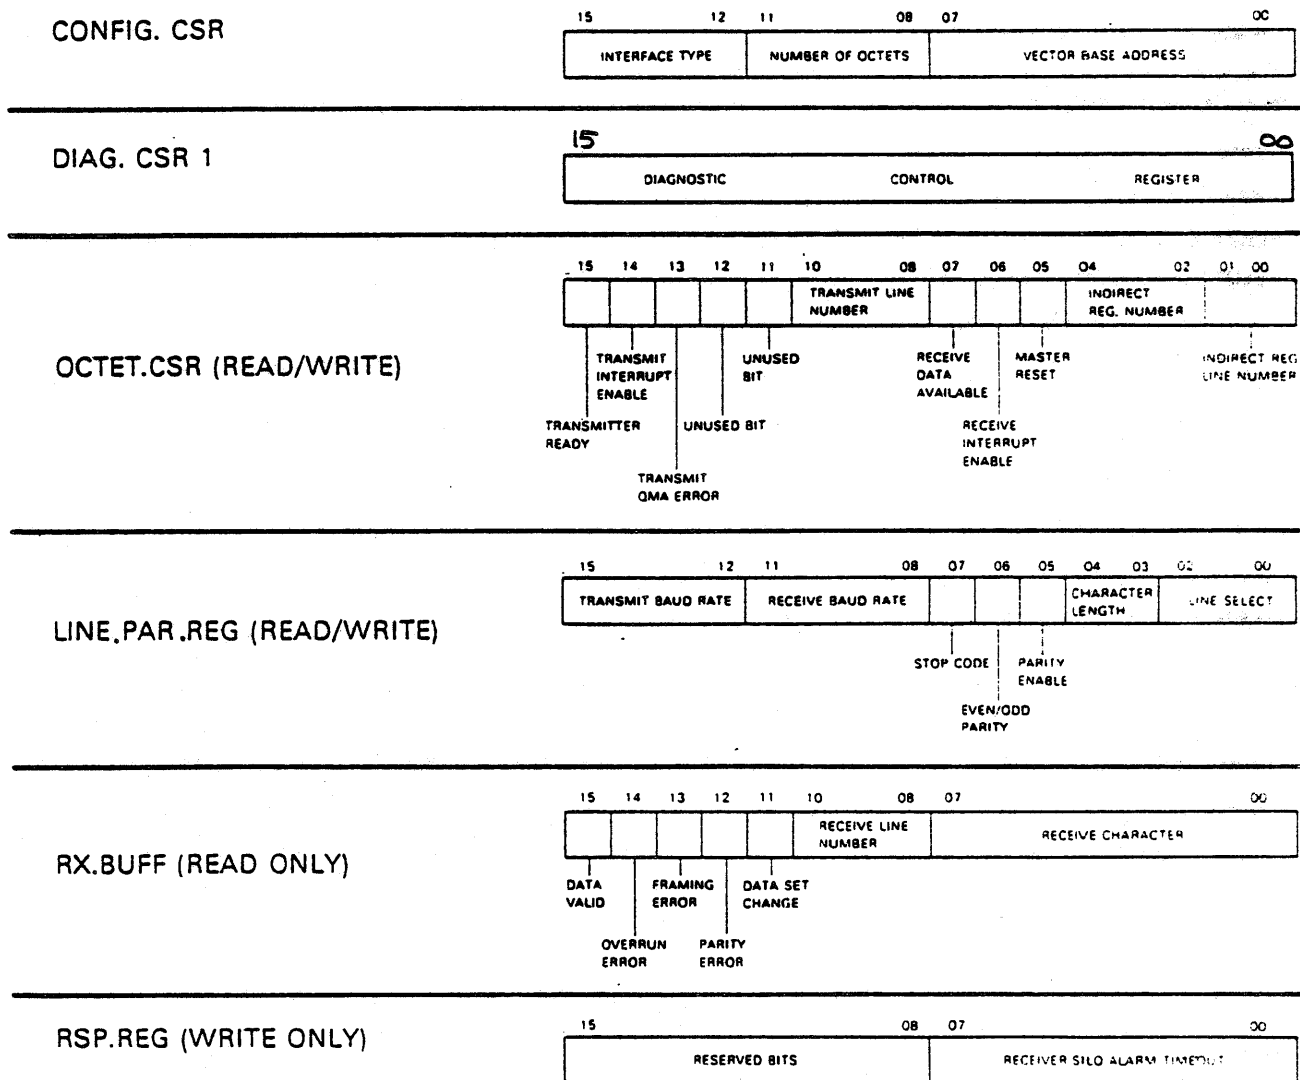 CONFIG. CSR
15 12 11 08 07 00
INTERFACE TYPE NUMBER OF OCTETS VECTOR BASE ADDRESS
DIAG. CSR 1
15 00
DIAGNOSTIC CONTROL REGISTER
OCTET.CSR (READ/WRITE)
15 14 13 12 11 10 08 07 06 05 04 02 01 00
TRANSMIT LINE
NUMBER
INDIRECT
REG. NUMBER
TRANSMIT
INTERRUPT
ENABLE
UNUSED
BIT
RECEIVE
DATA
AVAILABLE
MASTER
RESET
INDIRECT REG
LINE NUMBER
TRANSMITTER
READY
UNUSED BIT
RECEIVE
INTERRUPT
ENABLE
TRANSMIT
QMA ERROR
LINE.PAR.REG (READ/WRITE)
15 12 11 08 07 06 05 04 03 02 00
TRANSMIT BAUD RATE RECEIVE BAUD RATE
CHARACTER
LENGTH
LINE SELECT
STOP CODE
PARITY
ENABLE
EVEN/ODD
PARITY
RX.BUFF (READ ONLY)
15 14 13 12 11 10 08 07 00
RECEIVE LINE
NUMBER
RECEIVE CHARACTER
DATA
VALID
FRAMING
ERROR
DATA SET
CHANGE
OVERRUN
ERROR
PARITY
ERROR
RSP.REG (WRITE ONLY)
15 08 07 00
RESERVED BITS RECEIVER SILO ALARM TIMEOUT